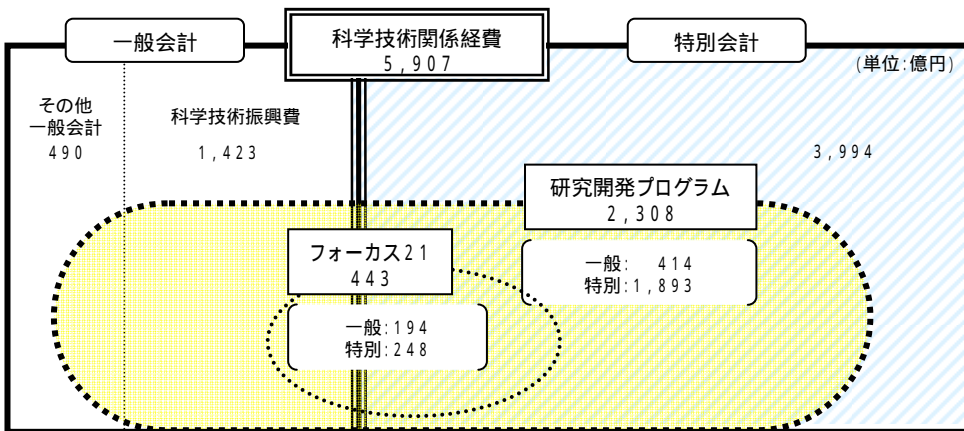 一般会計
科学技術関係経費
5,907
特別会計
(単位:億円)
その他
一般会計
490
科学技術振興費
1,423
3,994
研究開発プログラム
2,308
一般: 414
特別:1,893
フォーカス21
443
一般:194
特別:248